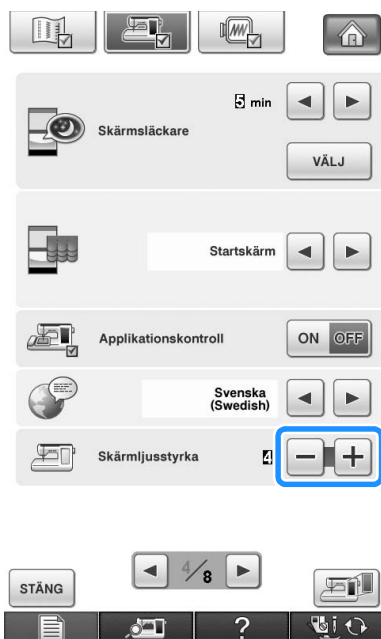 5 min
Skärmsläckare
VÄLJ
Startskärm
Applikationskontroll
ON OFF
Svenska
(Swedish)
Skärmljusstyrka
4
4/8
STÄNG
?